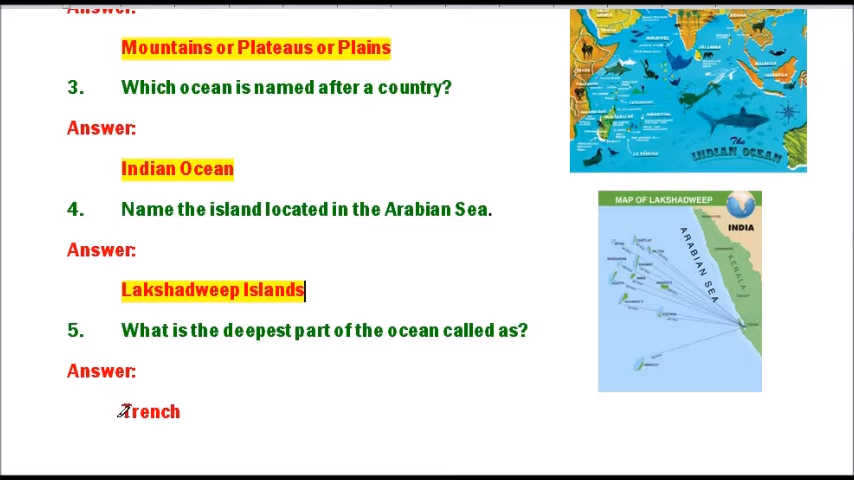 Answer:
Mountains or Plateaus or Plains
3. Which ocean is named after a country?
Answer:
Indian Ocean
4. Name the island located in the Arabian Sea.
Answer:
Lakshadweep Islands
5. What is the deepest part of the ocean called as?
Answer:
Trench
The
INDIAN OCEAN
MAP OF LAKSHADWEEP
INDIA
ARABIAN SEA
KERALA